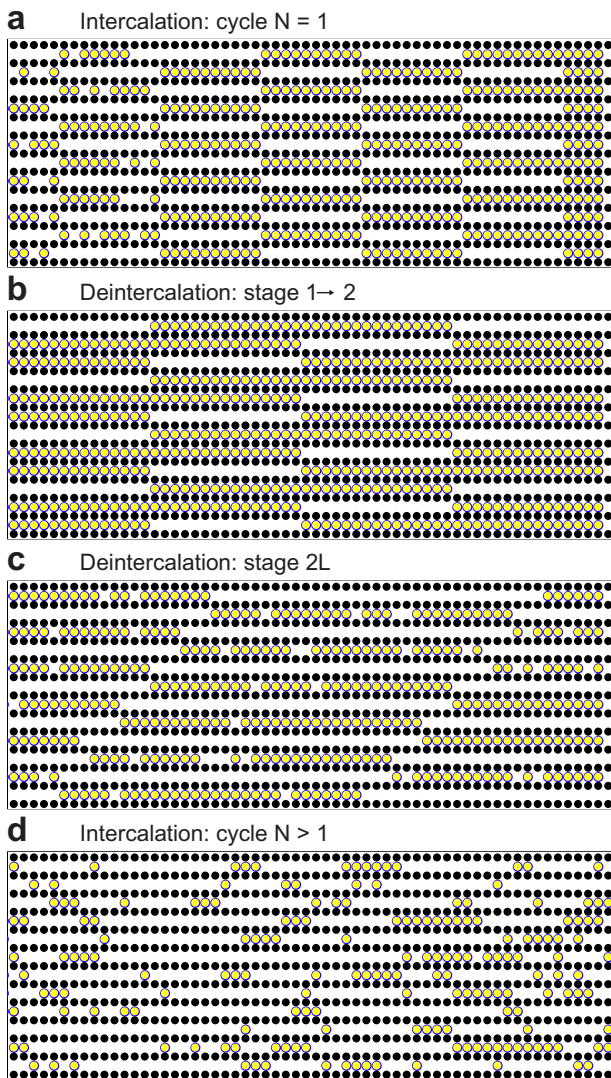 a Intercalation: cycle N = 1
b Deintercalation: stage 1→ 2
c Deintercalation: stage 2L
d Intercalation: cycle N > 1